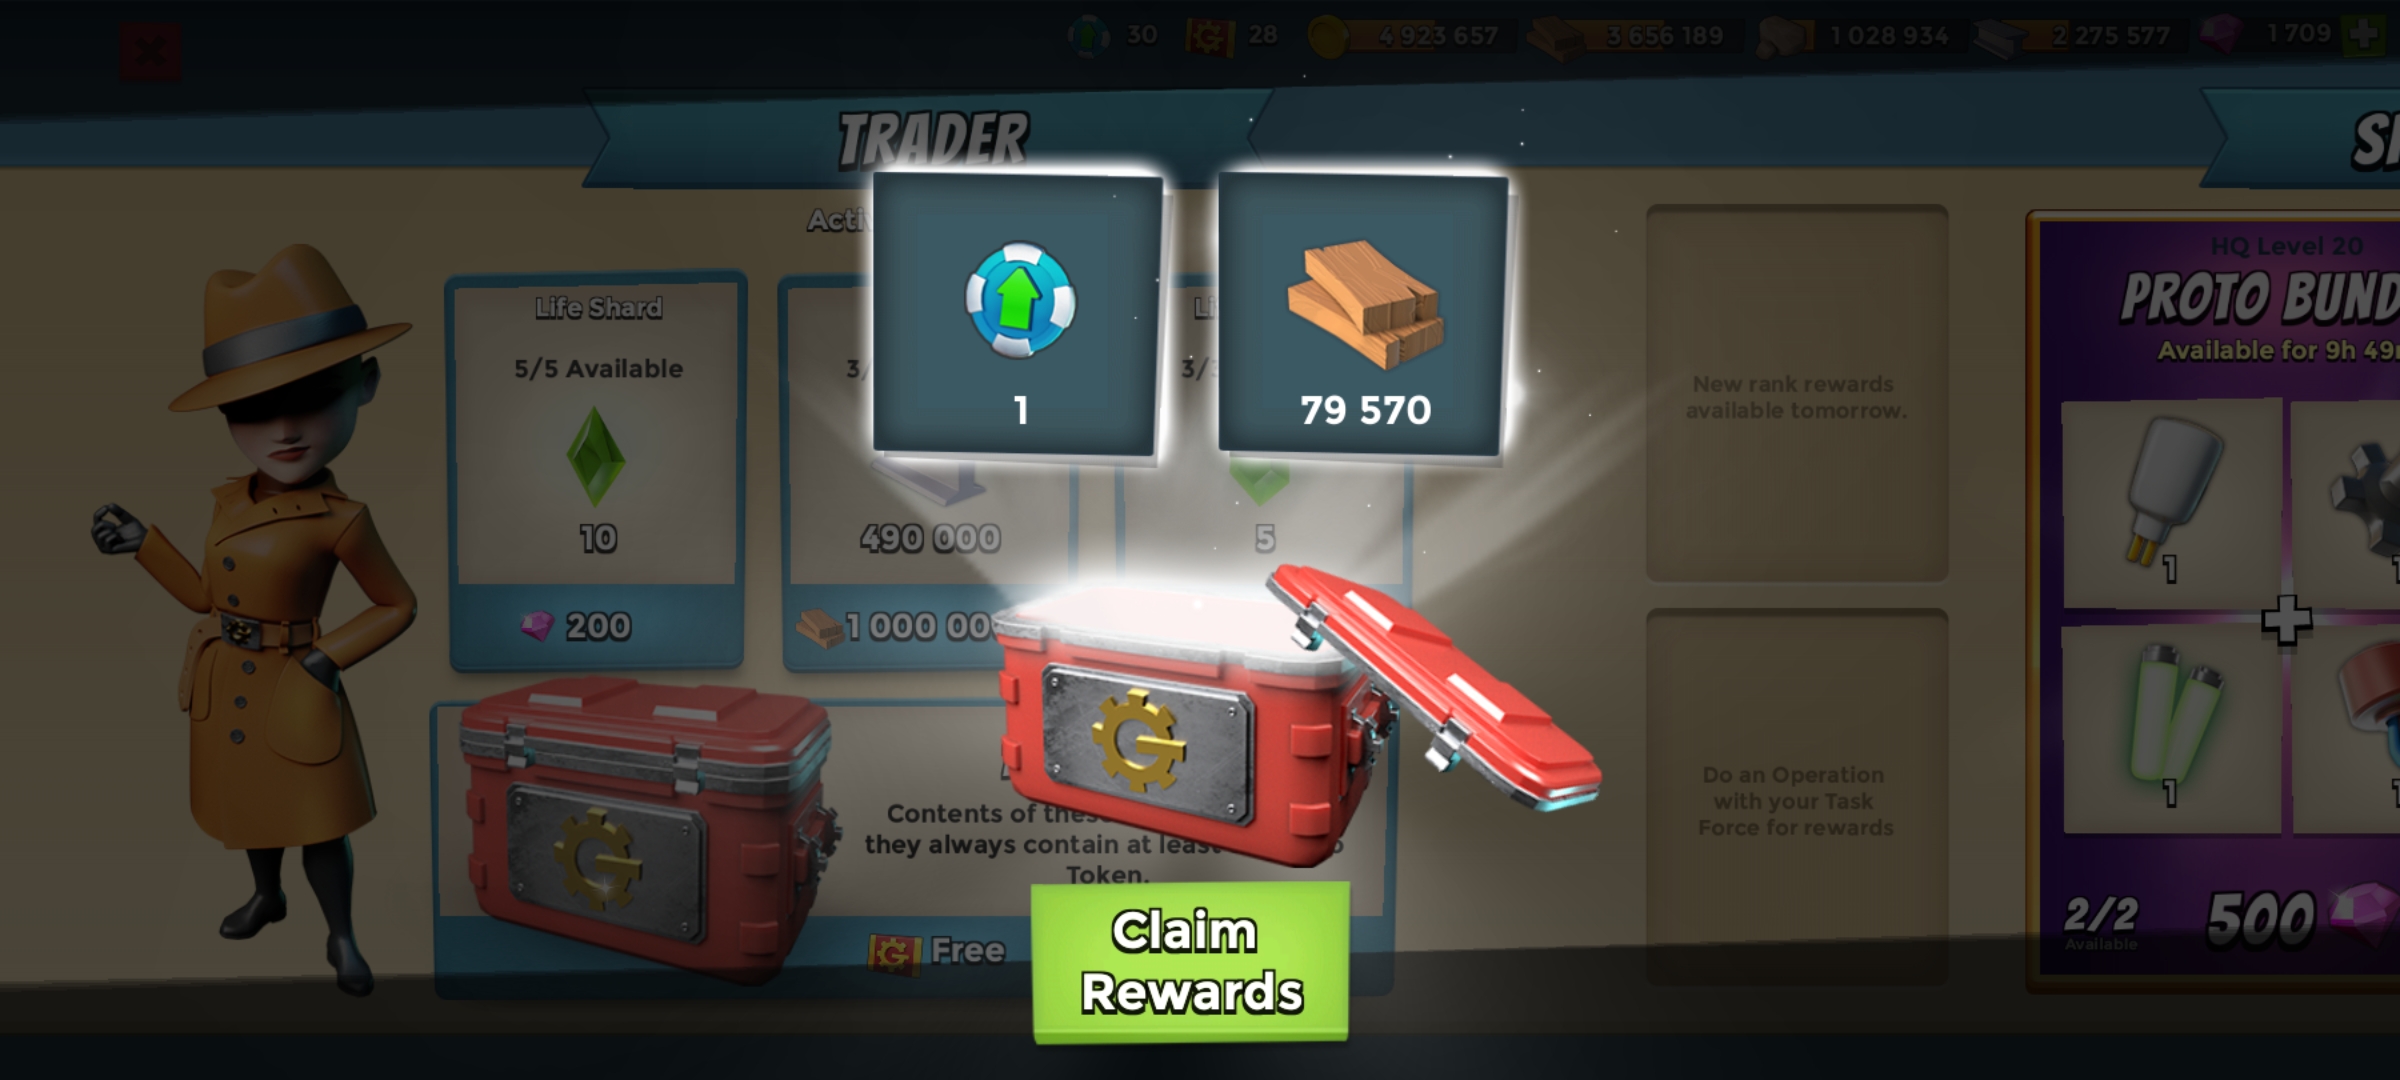 30
28
4 923 657
3 656 189
1 028 934
2 275 577
1 709
TRADER
Life Shard
5/5 Available
10
200
490 000
5
1
79 570
Contents of
they always contain at least
Token.
Free
Claim
Rewards
New rank rewards
available tomorrow.
Do an Operation
with your Task
Force for rewards
HQ Level 20
PROTO
Available for 9h
1
1
2/2
Available
500